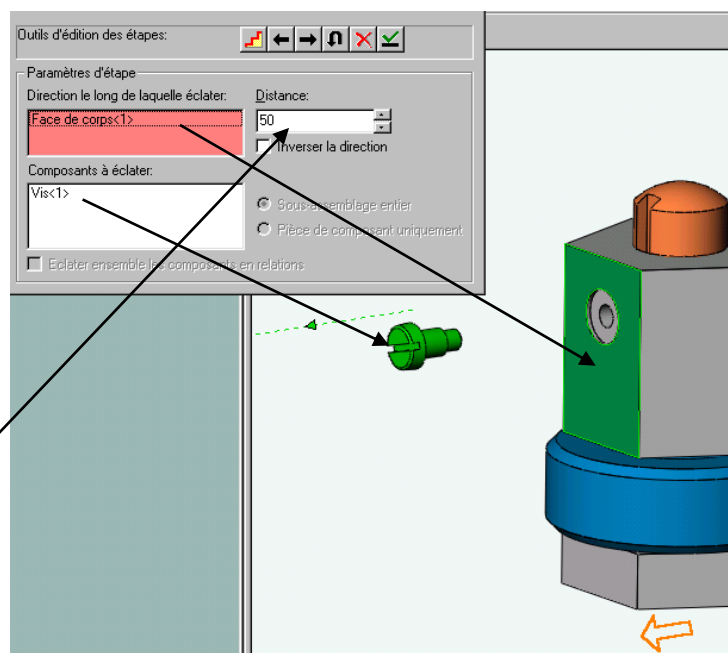 Outils d'édition des étapes:
Paramètres d'étape
Direction le long de laquelle éclater:
Distance:
Face de corps<1>
50
Inverser la direction
Composants à éclater:
Vis<1>
Sous-assemblage entier
Pièce de composant uniquement
Eclater ensemble les composants en relations